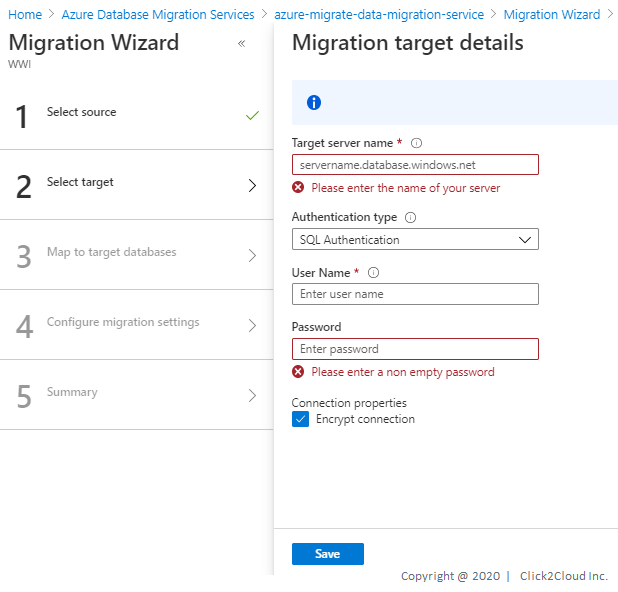 Home > Azure Database Migration Services > azure-migrate-data-migration-service > Migration Wizard >
Migration Wizard «
WWI
1 Select source
2 Select target
3 Map to target databases
4 Configure migration settings
5 Summary
Migration target details
Target server name *
servername.database.windows.net
Please enter the name of your server
Authentication type
SQL Authentication
User Name *
Enter user name
Password
Enter password
Please enter a non empty password
Connection properties
Encrypt connection
Save
Copyright @ 2020 | Click2Cloud Inc.